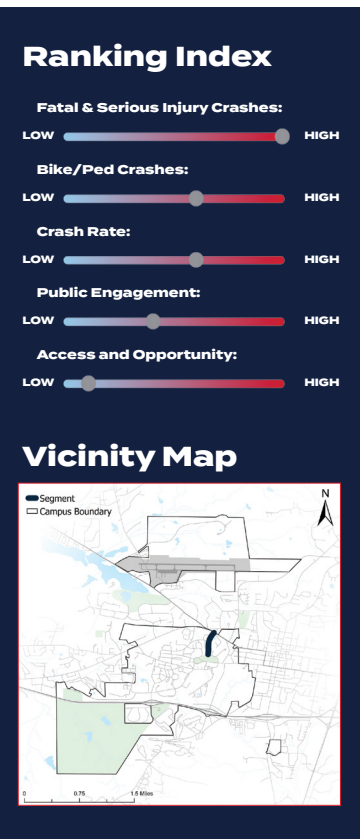 Ranking Index
Fatal & Serious Injury Crashes:
LOW HIGH
Bike/Ped Crashes:
LOW HIGH
Crash Rate:
LOW HIGH
Public Engagement:
LOW HIGH
Access and Opportunity:
LOW HIGH
Vicinity Map
Segment
Campus Boundary
N
0 0.75 1.5 Miles